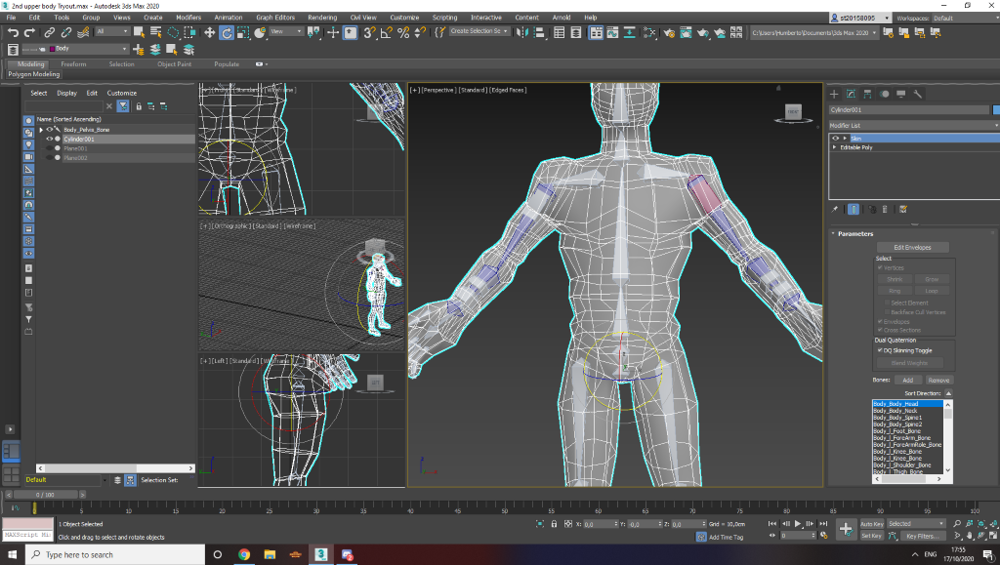 2nd upper body Tryout.max - Autodesk 3ds Max 2020
File Edit Tools Group Views Create Modifiers Animation Graph Editors Rendering Civil View Customize Scripting Interactive Content Arnold Help
st20158095 Workspaces: Default
All View Create Selection Se C:\Users\Humberto\Documents\3ds Max 2020
Body
Modeling Freeform Selection Object Paint Populate
Polygon Modeling
Select Display Edit Customize
Name (Sorted Ascending)
Body_Pelvis_Bone
Cylinder001
Plane001
Plane002
Default Selection Set:
[+] [Orthographic] [Standard] [Wireframe]
[+] [Left] [Standard] [Wireframe]
[+] [Perspective] [Standard] [Edged Faces]
Cylinder001
Modifier List
Skin
Editable Poly
Parameters
Edit Envelopes
Select
Vertices
Shrink Grow
Ring Loop
Select Element
Backface Cull Vertices
Envelopes
Cross Sections
Dual Quaternion
DQ Skinning Toggle
Blend Weights
Bones: Add Remove
Sort Direction:
Body_Body_Head
Body_Body_Neck
Body_Body_Spine1
Body_Body_Spine2
Body_l_Foot_Bone
Body_l_ForeArm_Bone
Body_l_ForeArmRole_Bone
Body_l_Knee_Bone
Body_l_Knee_Bone
Body_l_Shoulder_Bone
Body_l_Thigh_Bone
0 / 100
5 10 15 20 25 30 35 40 45 50 55 60 65 70 75 80 85 90 95 100
1 Object Selected
X: 0,0 Y: -0,0 Z: 0,0 Grid = 10,0cm
Auto Key Selected
MAXScript Mi:
Click and drag to select and rotate objects
Add Time Tag
0
Set Key Key Filters...
Type here to search
ENG
17:55
17/10/2020